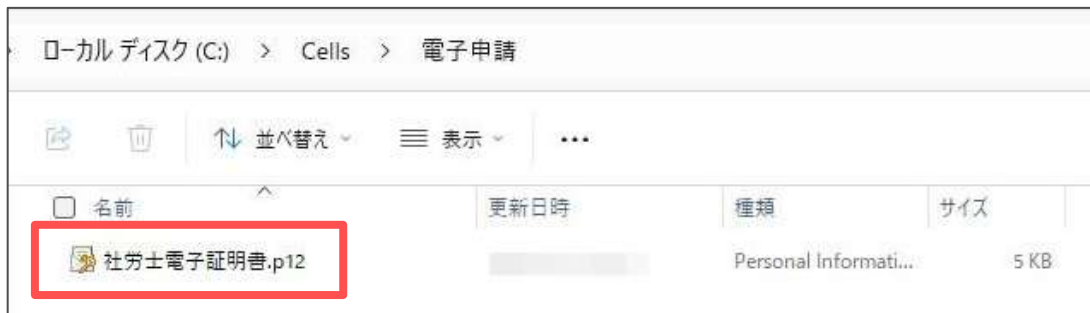 ローカル ディスク (C:) > Cells > 電子申請
並べ替え 表示 ...
名前 更新日時 種類 サイズ
社労士電子証明書.p12 Personal Informati... 5 KB